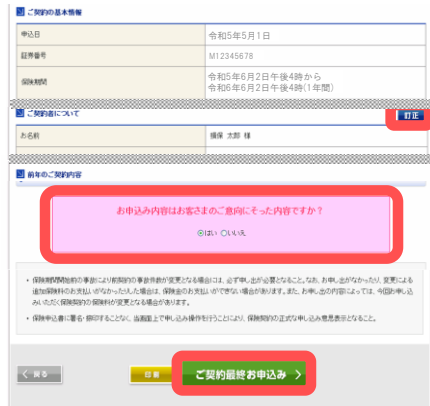 ご契約の基本情報
申込日
令和5年5月1日
証券番号
M12345678
保険期間
令和5年6月2日午後4時から
令和6年6月2日午後4時(1年間)
ご契約者について
訂正
お名前
損保 太郎 様
前年のご契約内容
お申込み内容はお客さまのご意向にそった内容ですか？
はい いいえ
・保険期間開始前の事故により前契約の事故件数が変更となる場合には、必ず申し出が必要となること。なお、お申し出がなかったり、変更による
追加保険料のお支払いがなかったりした場合は、保険金のお支払いができない場合があります。また、お申し出の内容によっては、今回お申し込
みいただく保険契約の保険料が変更となる場合があります。
・保険申込書に署名・捺印することなく、当画面上で申し込み操作を行うことにより、保険契約の正式な申し込み意思表示となること。
く 戻る
印刷
ご契約最終お申込み >